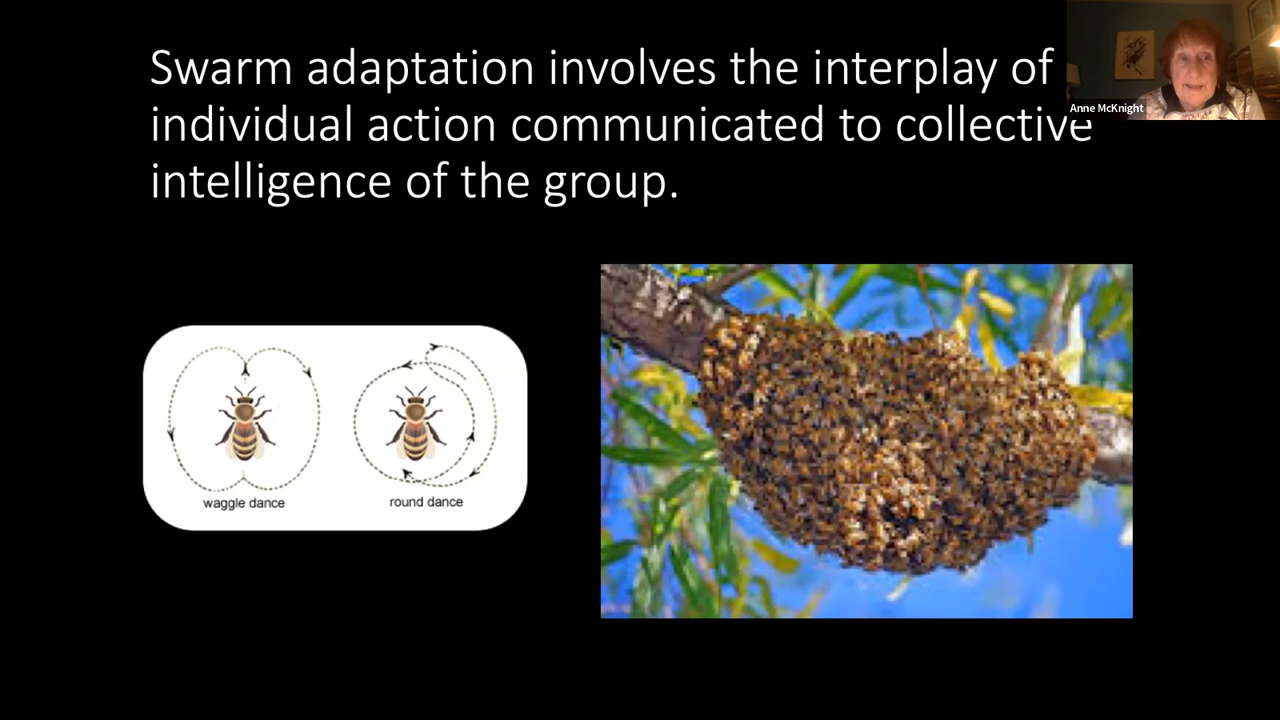 Swarm adaptation involves the interplay of
individual action communicated to collective
intelligence of the group.
Anne McKnight
waggle dance
round dance